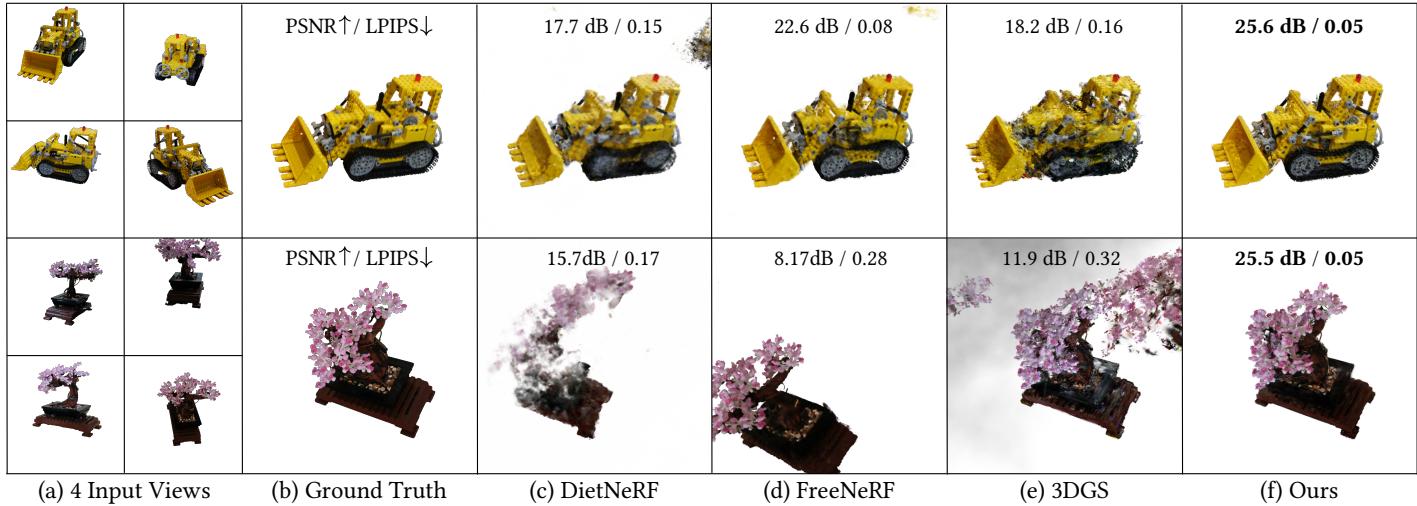 PSNR↑/ LPIPS↓
17.7 dB / 0.15
22.6 dB / 0.08
18.2 dB / 0.16
25.6 dB / 0.05
PSNR↑/ LPIPS↓
15.7dB / 0.17
8.17dB / 0.28
11.9 dB / 0.32
25.5 dB / 0.05
(a) 4 Input Views
(b) Ground Truth
(c) DietNeRF
(d) FreeNeRF
(e) 3DGS
(f) Ours